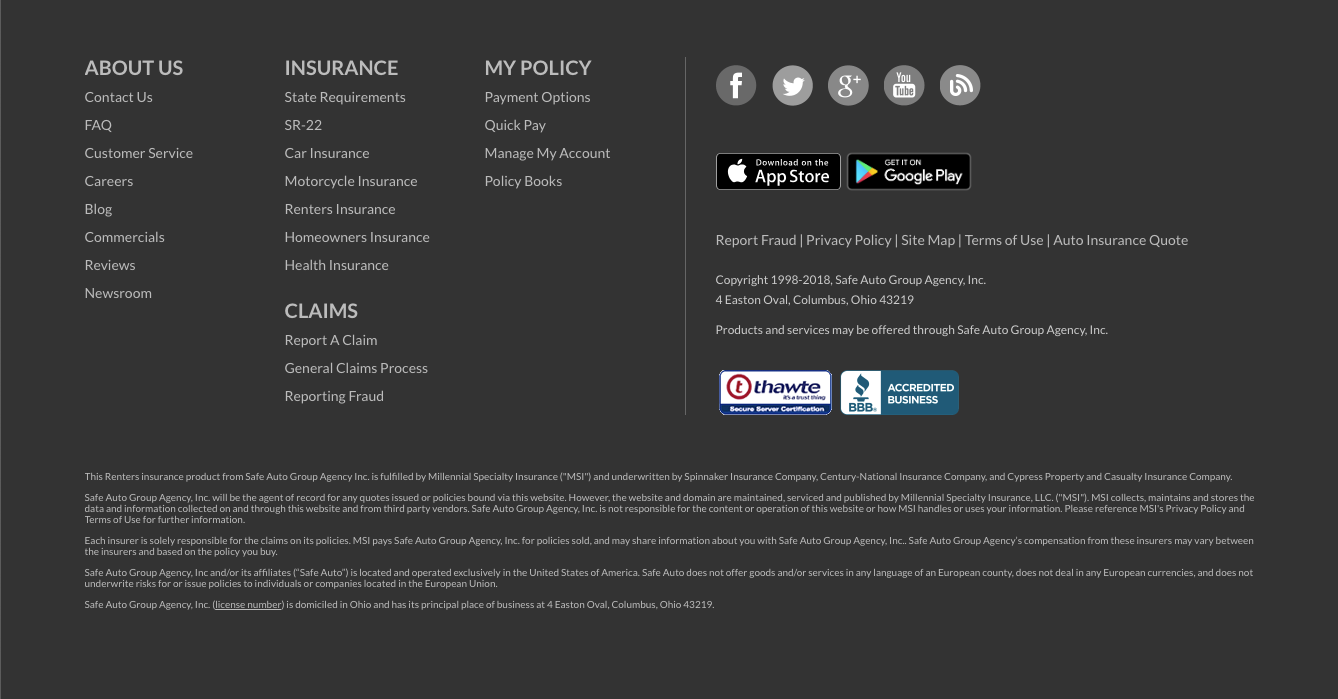 ABOUT US
Contact Us
FAQ
Customer Service
Careers
Blog
Commercials
Reviews
Newsroom
INSURANCE
State Requirements
SR-22
Car Insurance
Motorcycle Insurance
Renters Insurance
Homeowners Insurance
Health Insurance
CLAIMS
Report A Claim
General Claims Process
Reporting Fraud
MY POLICY
Payment Options
Quick Pay
Manage My Account
Policy Books
f
g+
You
Tube
Download on the
App Store
GET IT ON
Google Play
Report Fraud | Privacy Policy | Site Map | Terms of Use | Auto Insurance Quote
Copyright 1998-2018, Safe Auto Group Agency, Inc.
4 Easton Oval, Columbus, Ohio 43219
Products and services may be offered through Safe Auto Group Agency, Inc.
t thawte
it's a trust thing
Secure Server Certification
BBB.
ACCREDITED
BUSINESS
This Renters insurance product from Safe Auto Group Agency Inc. is fulfilled by Millennial Specialty Insurance ("MSI") and underwritten by Spinnaker Insurance Company, Century-National Insurance Company, and Cypress Property and Casualty Insurance Company.
Safe Auto Group Agency, Inc. will be the agent of record for any quotes issued or policies bound via this website. However, the website and domain are maintained, serviced and published by Millennial Specialty Insurance, LLC. ("MSI"). MSI collects, maintains and stores the
data and information collected on and through this website and from third party vendors. Safe Auto Group Agency, Inc. is not responsible for the content or operation of this website or how MSI handles or uses your information. Please reference MSI's Privacy Policy and
Terms of Use for further information.
Each insurer is solely responsible for the claims on its policies. MSI pays Safe Auto Group Agency, Inc. for policies sold, and may share information about you with Safe Auto Group Agency, Inc.. Safe Auto Group Agency's compensation from these insurers may vary between
the insurers and based on the policy you buy.
Safe Auto Group Agency, Inc and/or its affiliates ("Safe Auto") is located and operated exclusively in the United States of America. Safe Auto does not offer goods and/or services in any language of an European county, does not deal in any European currencies, and does not
underwrite risks for or issue policies to individuals or companies located in the European Union.
Safe Auto Group Agency, Inc. (license number) is domiciled in Ohio and has its principal place of business at 4 Easton Oval, Columbus, Ohio 43219.